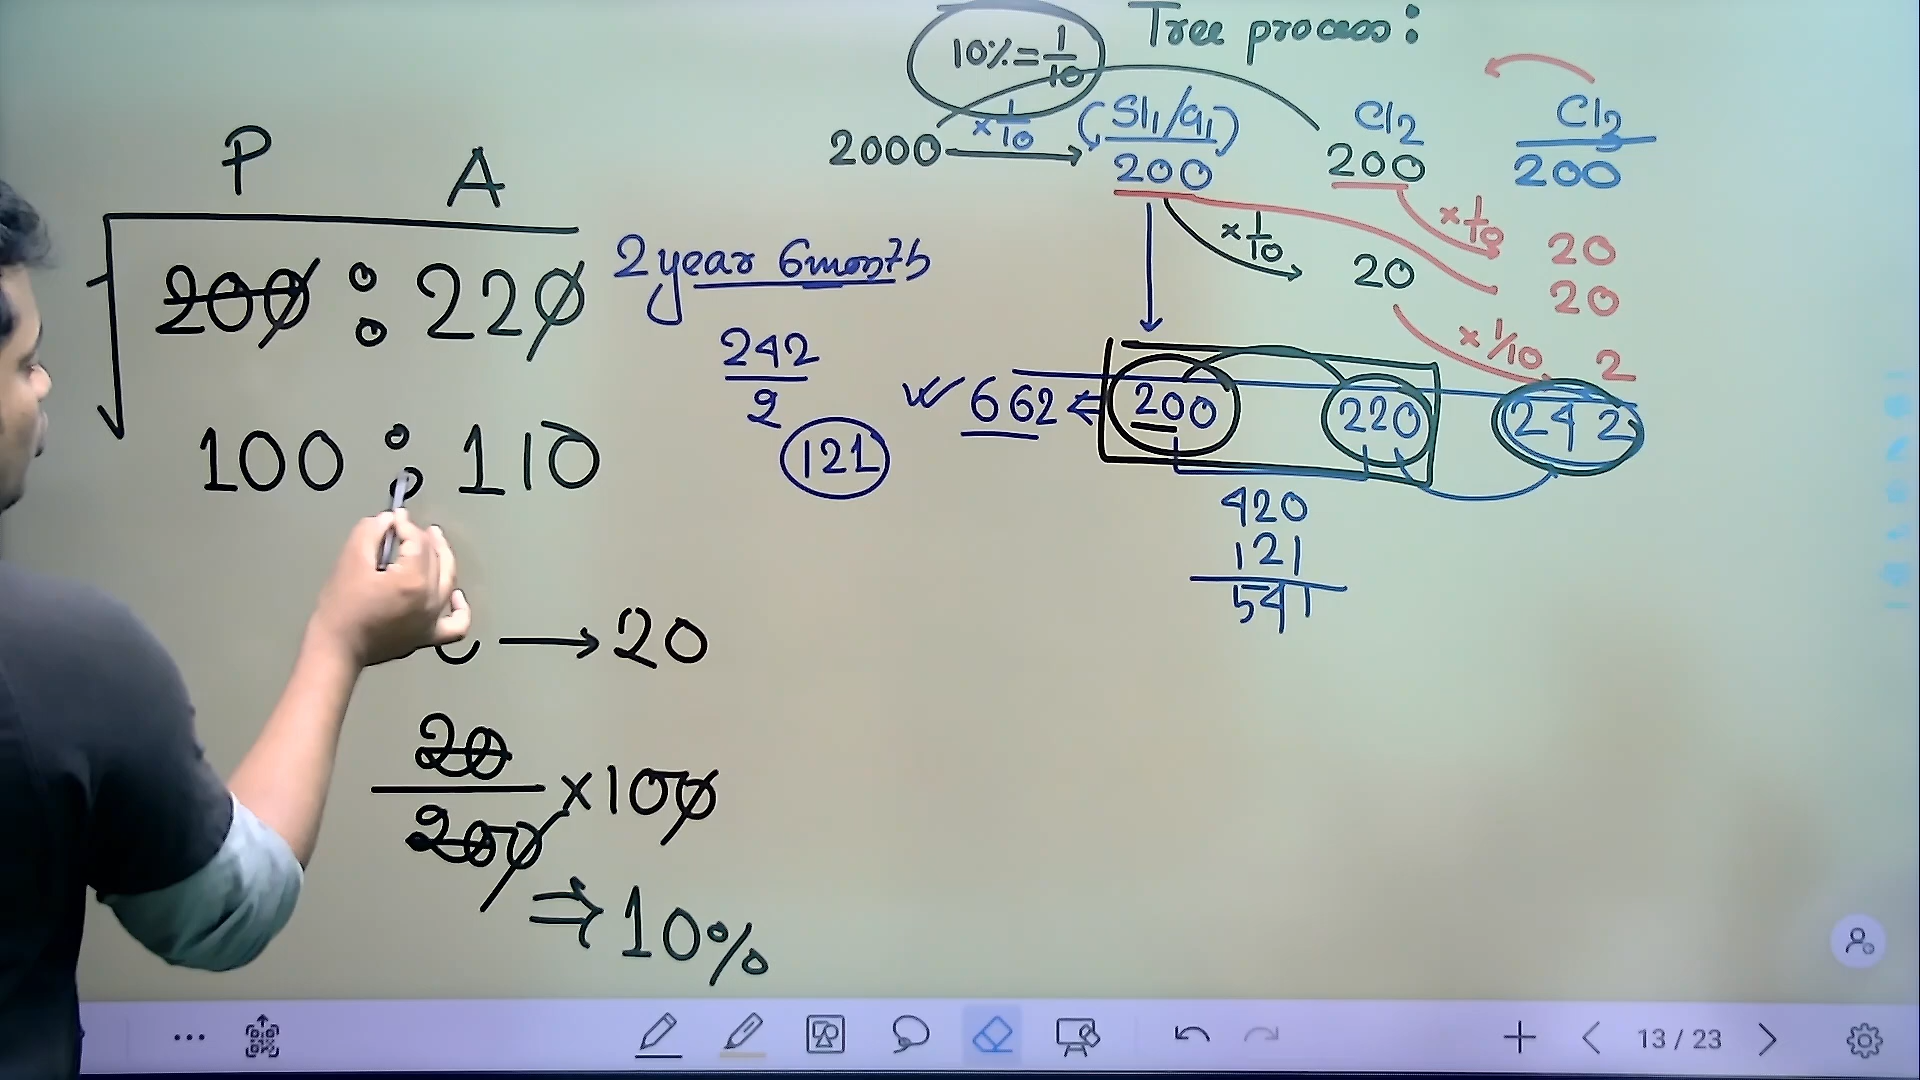 Tree process:
10% = 1/10
2000
× 1/10
(SI₁/CI₁)
CI₂
CI₃
200
200
200
× 1/10
20
× 1/10
20
20
× 1/10
2
662 ⇐ 200 220 242
420
121
541
P A
200 : 220
100 : 110
2 year 6 month
242
2
121
→ 20
20
200
× 100
⇒ 10%
13 / 23